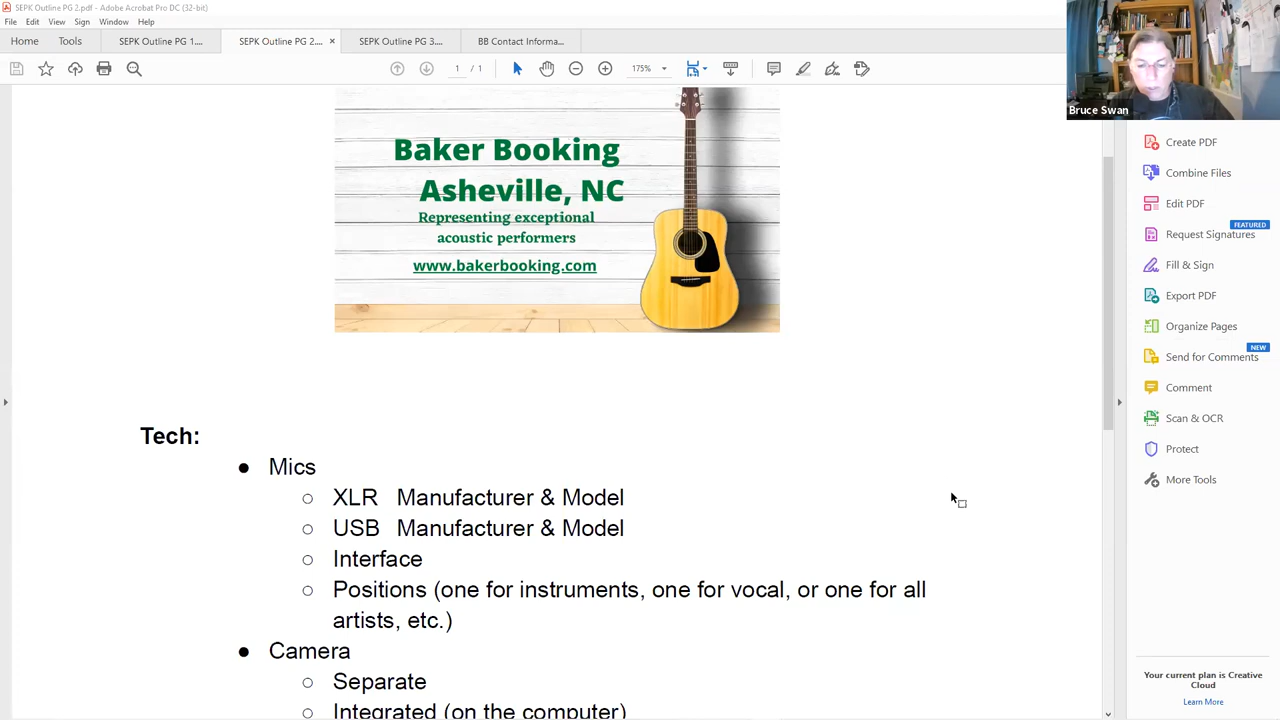 SEPK Outline PG 2.pdf - Adobe Acrobat Pro DC (32-bit)
File Edit View Sign Window Help
Home Tools SEPK Outline PG 1.... SEPK Outline PG 2.... × SEPK Outline PG 3.... BB Contact Informa...
1 / 1 175%
Bruce Swan
Baker Booking
Asheville, NC
Representing exceptional
acoustic performers
www.bakerbooking.com
Tech:
● Mics
○ XLR Manufacturer & Model
○ USB Manufacturer & Model
○ Interface
○ Positions (one for instruments, one for vocal, or one for all
artists, etc.)
● Camera
○ Separate
○ Integrated (on the computer)
Create PDF
Combine Files
Edit PDF
FEATURED
Request Signatures
Fill & Sign
Export PDF
Organize Pages
NEW
Send for Comments
Comment
Scan & OCR
Protect
More Tools
Your current plan is Creative
Cloud
Learn More